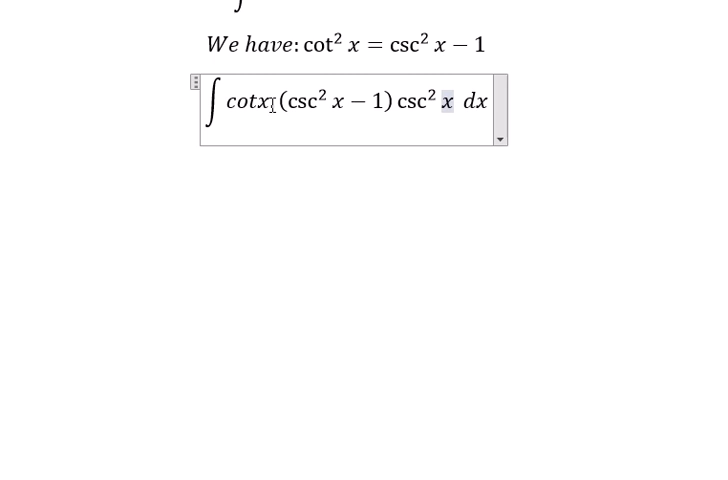 We have: cot² x = csc² x − 1
∫ cotx (csc² x − 1) csc² x dx